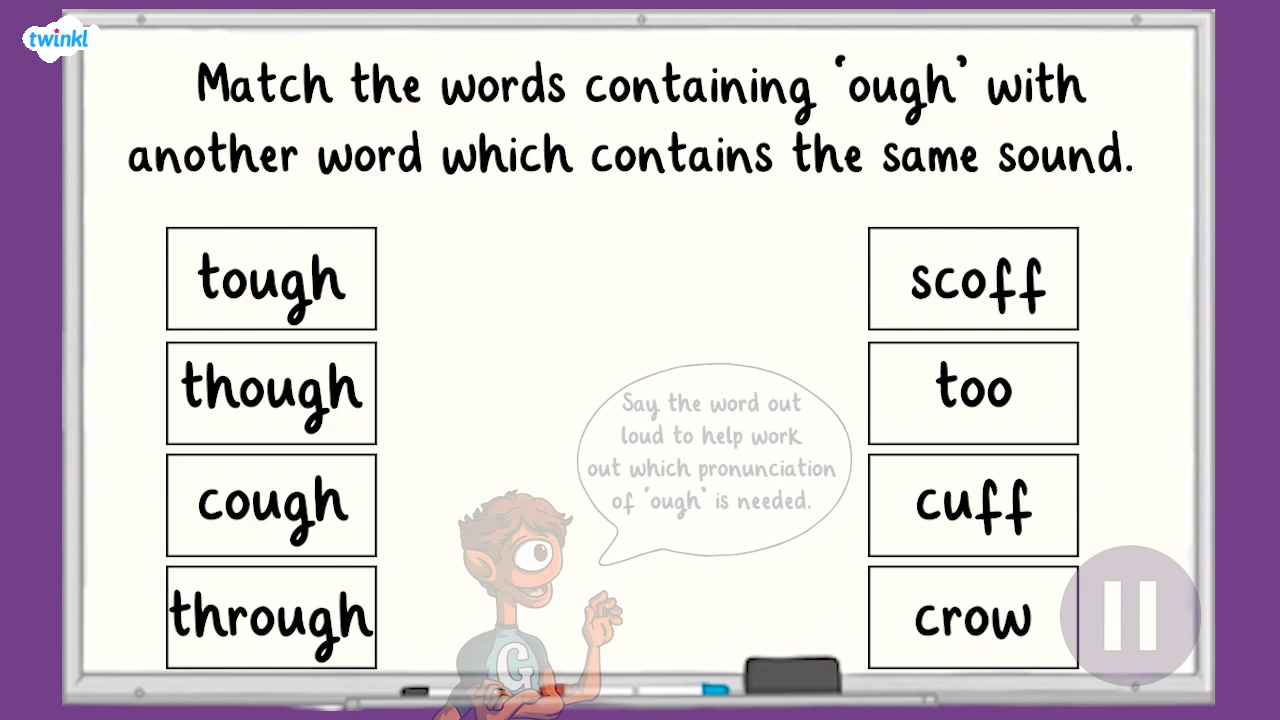 twinkl
Match the words containing ‘ough’ with
another word which contains the same sound.
tough
scoff
though
too
cough
cuff
through
crow
Say the word out
loud to help work
out which pronunciation
of ‘ough’ is needed.
G